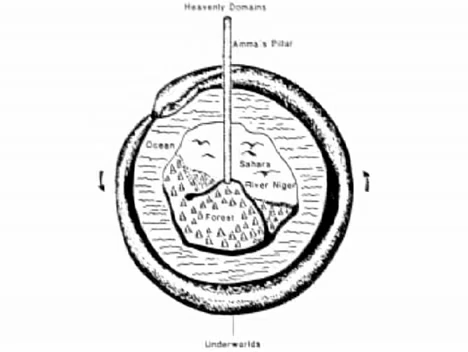 Heavenly Domains
Amma's Pillar
Ocean
Sahara
River Niger
Forest
Underworlds